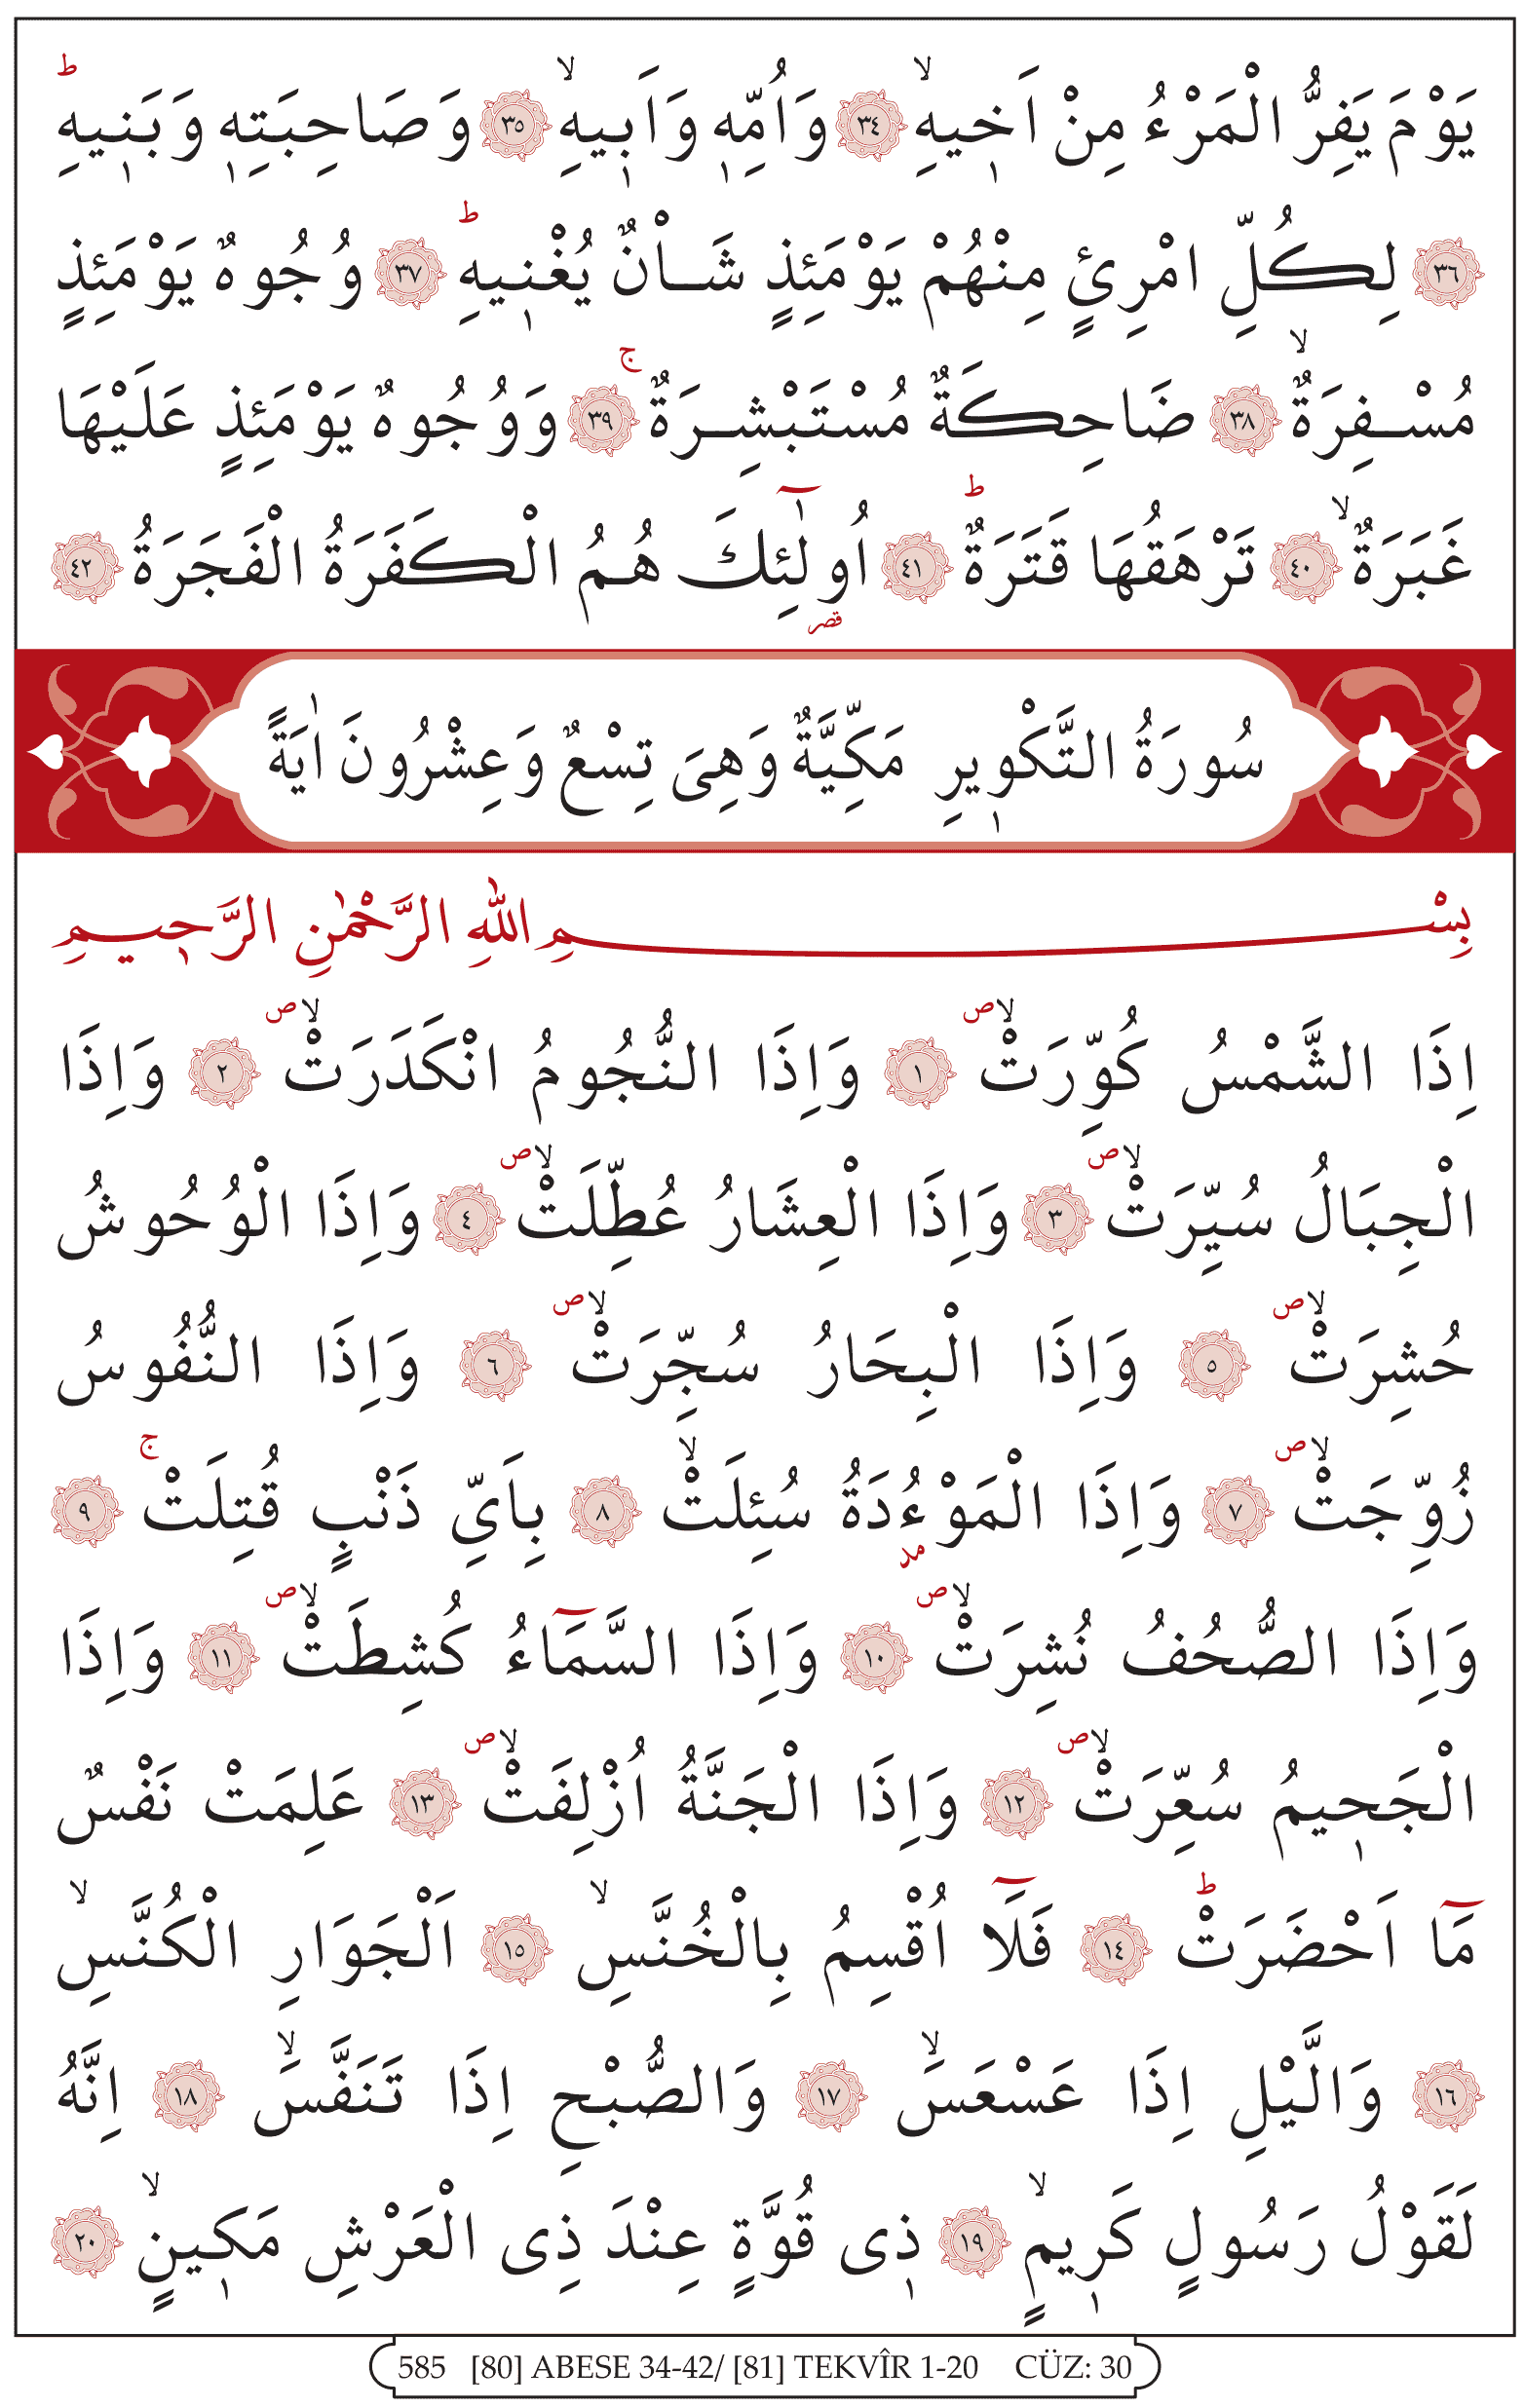 يَوْمَ يَفِرُّ الْمَرْءُ مِنْ اَخ۪يهِۙ ﴿٣٤﴾ وَاُمِّه۪ وَاَب۪يهِۙ ﴿٣٥﴾ وَصَاحِبَتِه۪ وَبَن۪يهِۜ
﴿٣٦﴾ لِكُلِّ امْرِئٍ مِنْهُمْ يَوْمَئِذٍ شَاْنٌ يُغْن۪يهِۜ ﴿٣٧﴾ وُجُوهٌ يَوْمَئِذٍ
مُسْفِرَةٌۙ ﴿٣٨﴾ ضَاحِكَةٌ مُسْتَبْشِرَةٌۚ ﴿٣٩﴾ وَوُجُوهٌ يَوْمَئِذٍ عَلَيْهَا
غَبَرَةٌۙ ﴿٤٠﴾ تَرْهَقُهَا قَتَرَةٌۜ ﴿٤١﴾ اُو۬لٰٓئِكَ هُمُ الْكَفَرَةُ الْفَجَرَةُ ﴿٤٢﴾
قصر
سُورَةُ التَّكْو۪يرِ مَكِّيَّةٌ وَهِىَ تِسْعٌ وَعِشْرُونَ اٰيَةً
بِسْمِ اللّٰهِ الرَّحْمٰنِ الرَّح۪يمِ
اِذَا الشَّمْسُ كُوِّرَتْۙۖ ﴿١﴾ وَاِذَا النُّجُومُ انْكَدَرَتْۙۖ ﴿٢﴾ وَاِذَا
الْجِبَالُ سُيِّرَتْۙۖ ﴿٣﴾ وَاِذَا الْعِشَارُ عُطِّلَتْۙۖ ﴿٤﴾ وَاِذَا الْوُحُوشُ
حُشِرَتْۙۖ ﴿٥﴾ وَاِذَا الْبِحَارُ سُجِّرَتْۙۖ ﴿٦﴾ وَاِذَا النُّفُوسُ
زُوِّجَتْۙۖ ﴿٧﴾ وَاِذَا الْمَوْءُ۫دَةُ سُئِلَتْۙ ﴿٨﴾ بِاَىِّ ذَنْبٍ قُتِلَتْۚ ﴿٩﴾
مد
وَاِذَا الصُّحُفُ نُشِرَتْۙۖ ﴿١٠﴾ وَاِذَا السَّمَٓاءُ كُشِطَتْۙۖ ﴿١١﴾ وَاِذَا
الْجَح۪يمُ سُعِّرَتْۙۖ ﴿١٢﴾ وَاِذَا الْجَنَّةُ اُزْلِفَتْۙۖ ﴿١٣﴾ عَلِمَتْ نَفْسٌ
مَٓا اَحْضَرَتْۜ ﴿١٤﴾ فَلَٓا اُقْسِمُ بِالْخُنَّسِۙ ﴿١٥﴾ اَلْجَوَارِ الْكُنَّسِۙ
﴿١٦﴾ وَالَّيْلِ اِذَا عَسْعَسَۙ ﴿١٧﴾ وَالصُّبْحِ اِذَا تَنَفَّسَۙ ﴿١٨﴾ اِنَّهُ
لَقَوْلُ رَسُولٍ كَر۪يمٍۙ ﴿١٩﴾ ذ۪ى قُوَّةٍ عِنْدَ ذِى الْعَرْشِ مَك۪ينٍۙ ﴿٢٠﴾
585 [80] ABESE 34-42/ [81] TEKVÎR 1-20 CÜZ: 30